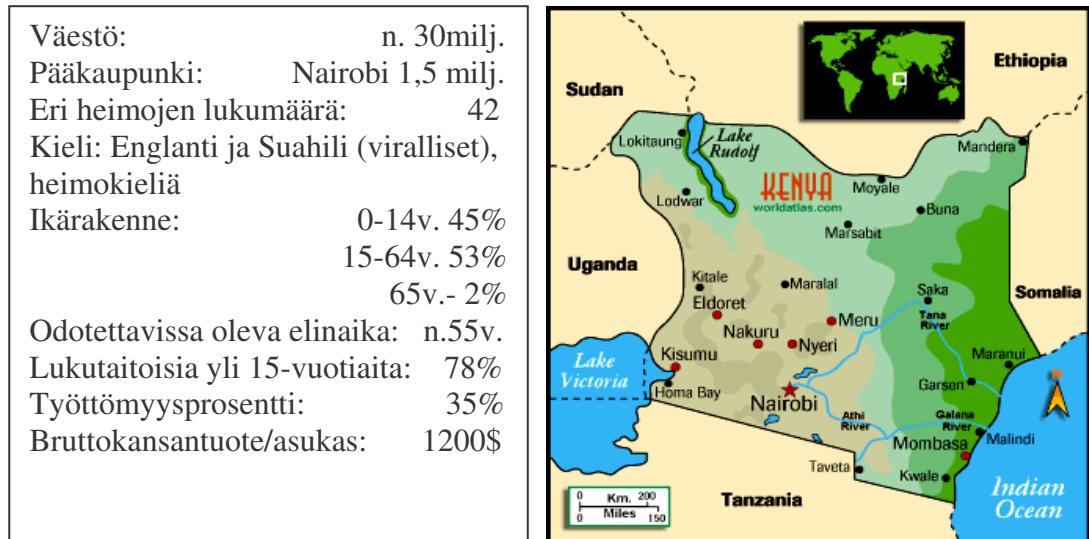 Väestö: n. 30milj.
Pääkaupunki: Nairobi 1,5 milj.
Eri heimojen lukumäärä: 42
Kieli: Englanti ja Suahili (viralliset),
heimokieliä
Ikärakenne: 0-14v. 45%
15-64v. 53%
65v.- 2%
Odotettavissa oleva elinaika: n.55v.
Lukutaitoisia yli 15-vuotiaita: 78%
Työttömyysprosentti: 35%
Bruttokansantuote/asukas: 1200$
Ethiopia
Sudan
Lokitaung
Lake
Rudolf
Mandera
KENYA
worldatlas.com
Moyale
Lodwar
Buna
Marsabit
Uganda
Kitale
Maralal
Saka
Somalia
Eldoret
Tana
River
Meru
Nakuru
Nyeri
Kisumu
Maranui
Lake
Victoria
Homa Bay
Garsen
N
Nairobi
Athi
River
Galana
River
Malindi
Mombasa
Taveta
Kwale
Indian
Ocean
Tanzania
0 Km. 200
0 Miles 150